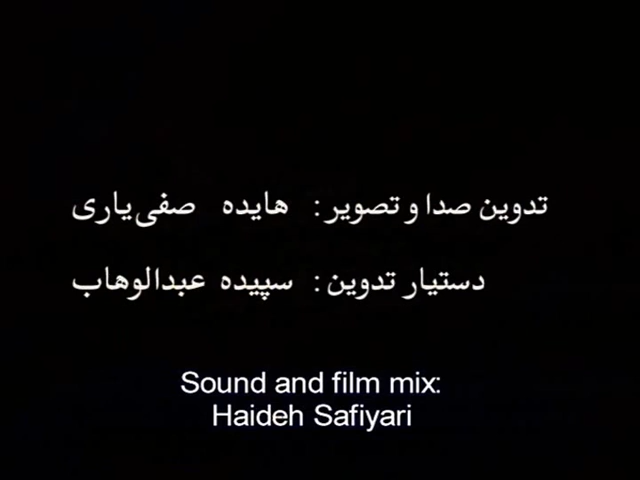 تدوین صدا و تصویر: هایده صفی‌یاری
دستیار تدوین: سپیده عبدالوهاب
Sound and film mix:
Haideh Safiyari